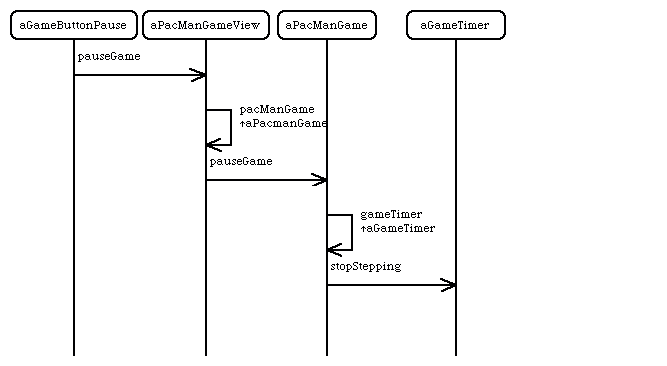 aGameButtonPause aPacManGameView aPacManGame aGameTimer
pauseGame
pacManGame
↑aPacmanGame
pauseGame
gameTimer
↑aGameTimer
stopStepping